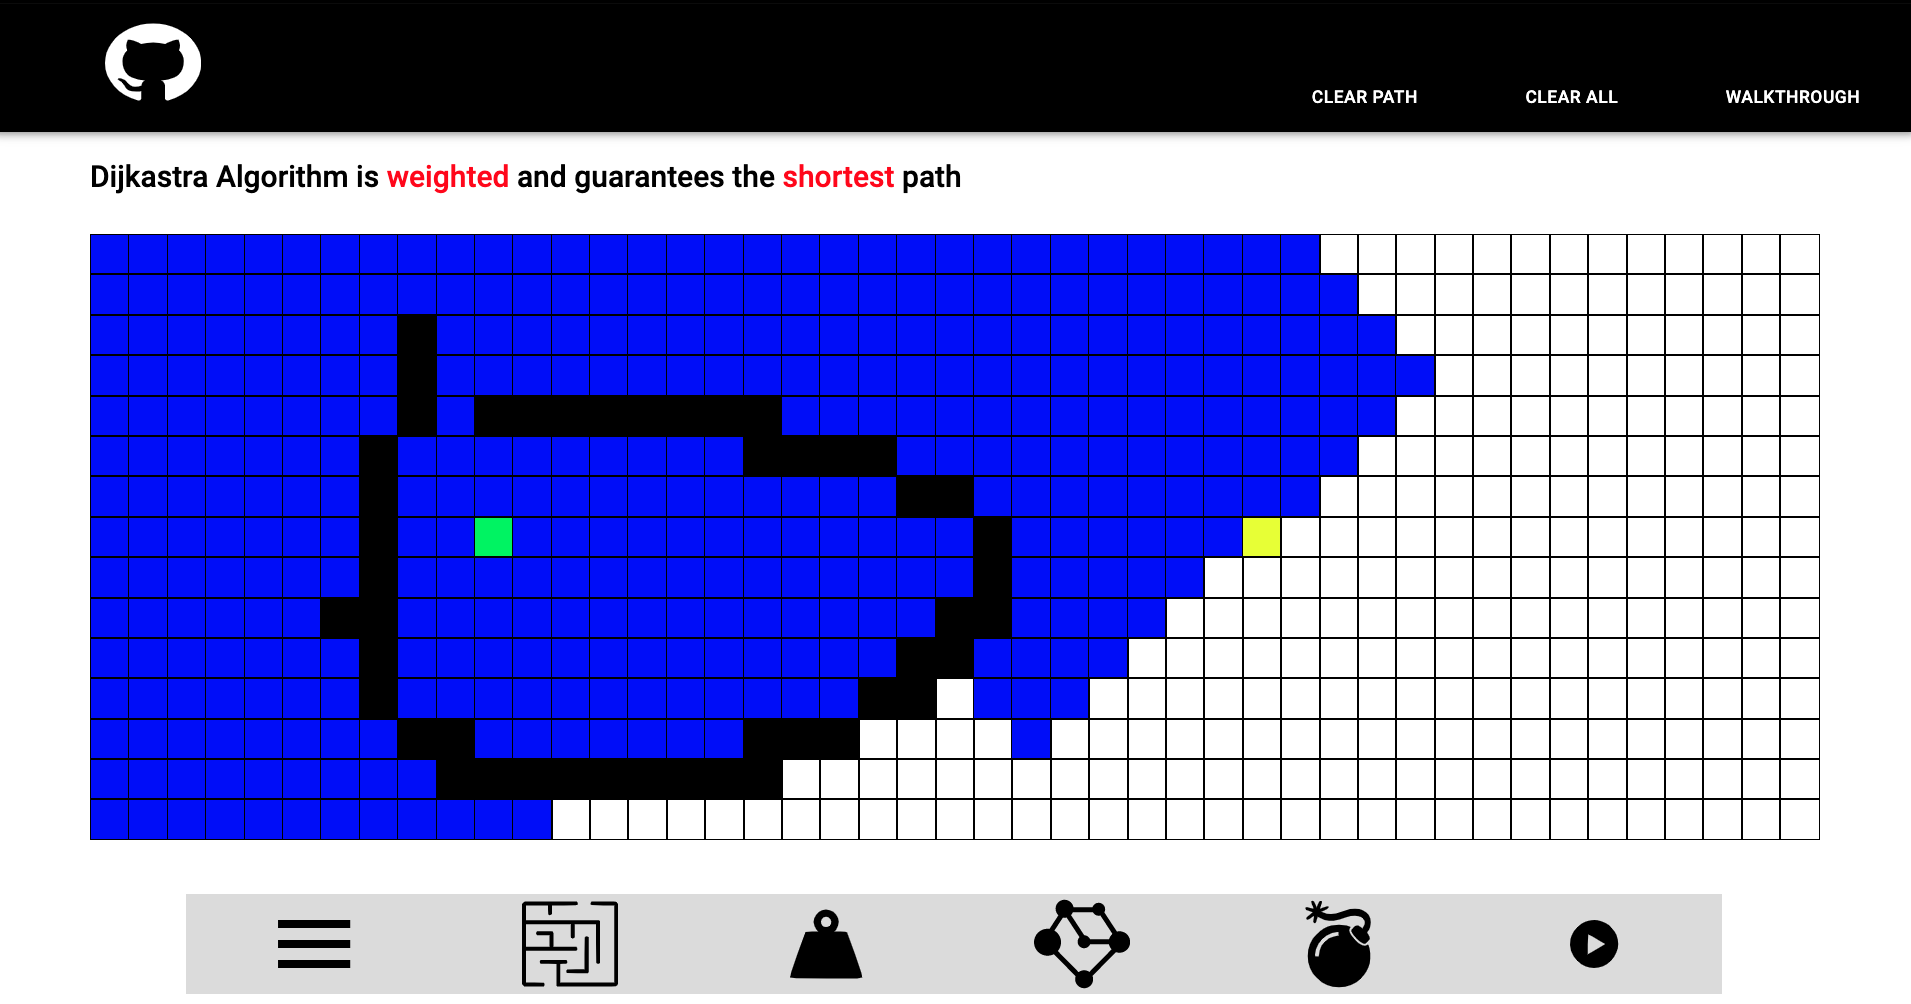 CLEAR PATH
CLEAR ALL
WALKTHROUGH
Dijkastra Algorithm is weighted and guarantees the shortest path